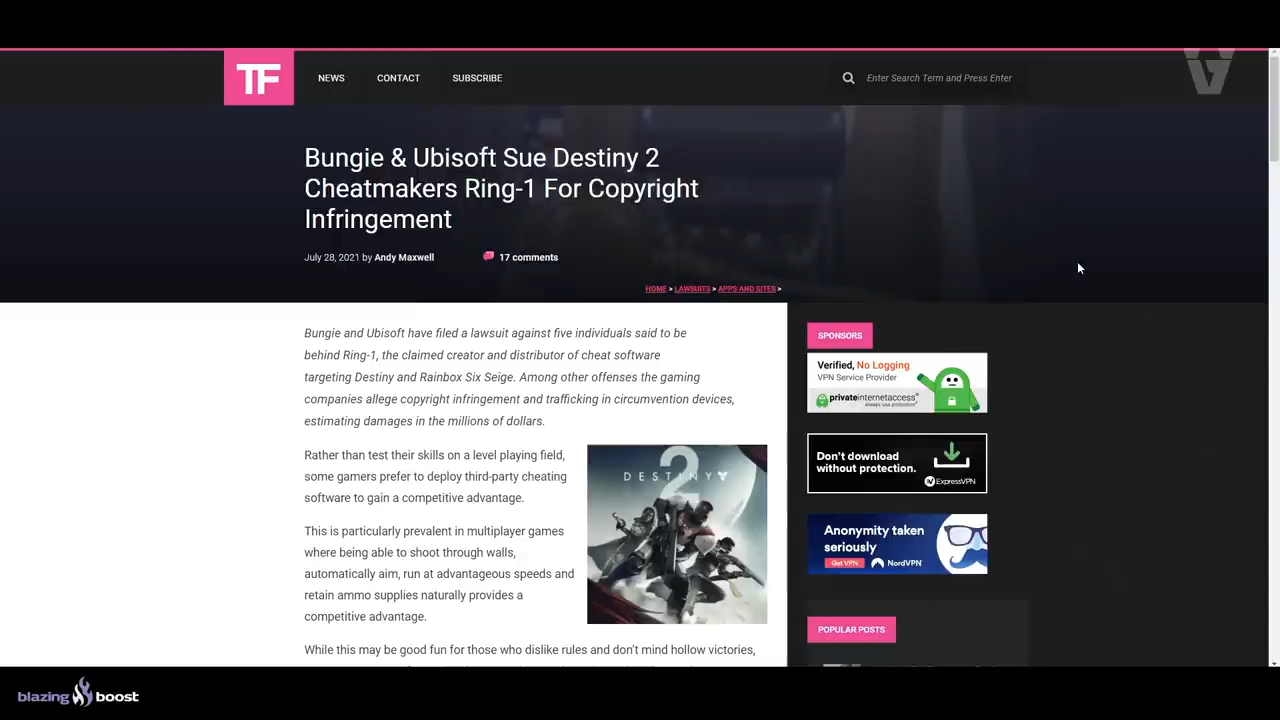 TF
NEWS
CONTACT
SUBSCRIBE
Enter Search Term and Press Enter
Bungie & Ubisoft Sue Destiny 2
Cheatmakers Ring-1 For Copyright
Infringement
July 28, 2021 by Andy Maxwell
17 comments
HOME > LAWSUITS > APPS AND SITES >
Bungie and Ubisoft have filed a lawsuit against five individuals said to be
behind Ring-1, the claimed creator and distributor of cheat software
targeting Destiny and Rainbox Six Seige. Among other offenses the gaming
companies allege copyright infringement and trafficking in circumvention devices,
estimating damages in the millions of dollars.
Rather than test their skills on a level playing field,
some gamers prefer to deploy third-party cheating
software to gain a competitive advantage.
This is particularly prevalent in multiplayer games
where being able to shoot through walls,
automatically aim, run at advantageous speeds and
retain ammo supplies naturally provides a
competitive advantage.
While this may be good fun for those who dislike rules and don't mind hollow victories,
2
DESTINY
SPONSORS
Verified, No Logging
VPN Service Provider
privateinternetaccess®
always use protection®
Don't download
without protection.
ExpressVPN
Anonymity taken
seriously
Get VPN
NordVPN
POPULAR POSTS
blazing boost